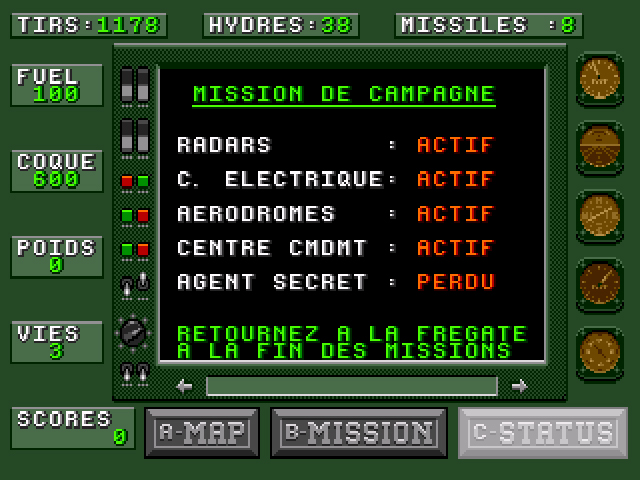 TIRS:1178 HYDRES:38 MISSILES :8
FUEL
100
COQUE
600
POIDS
0
VIES
3
SCORES
0
MISSION DE CAMPAGNE
RADARS : ACTIF
C. ELECTRIQUE: ACTIF
AERODROMES : ACTIF
CENTRE CMDMT : ACTIF
AGENT SECRET : PERDU
RETOURNEZ A LA FREGATE
A LA FIN DES MISSIONS
A-MAP B-MISSION C-STATUS